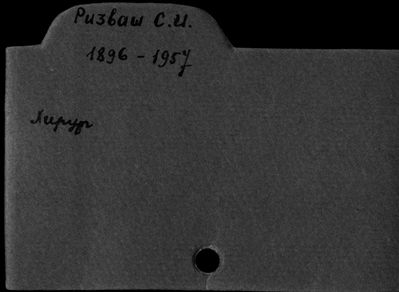 Ризваш С.И.
1896 - 1957
Хирург